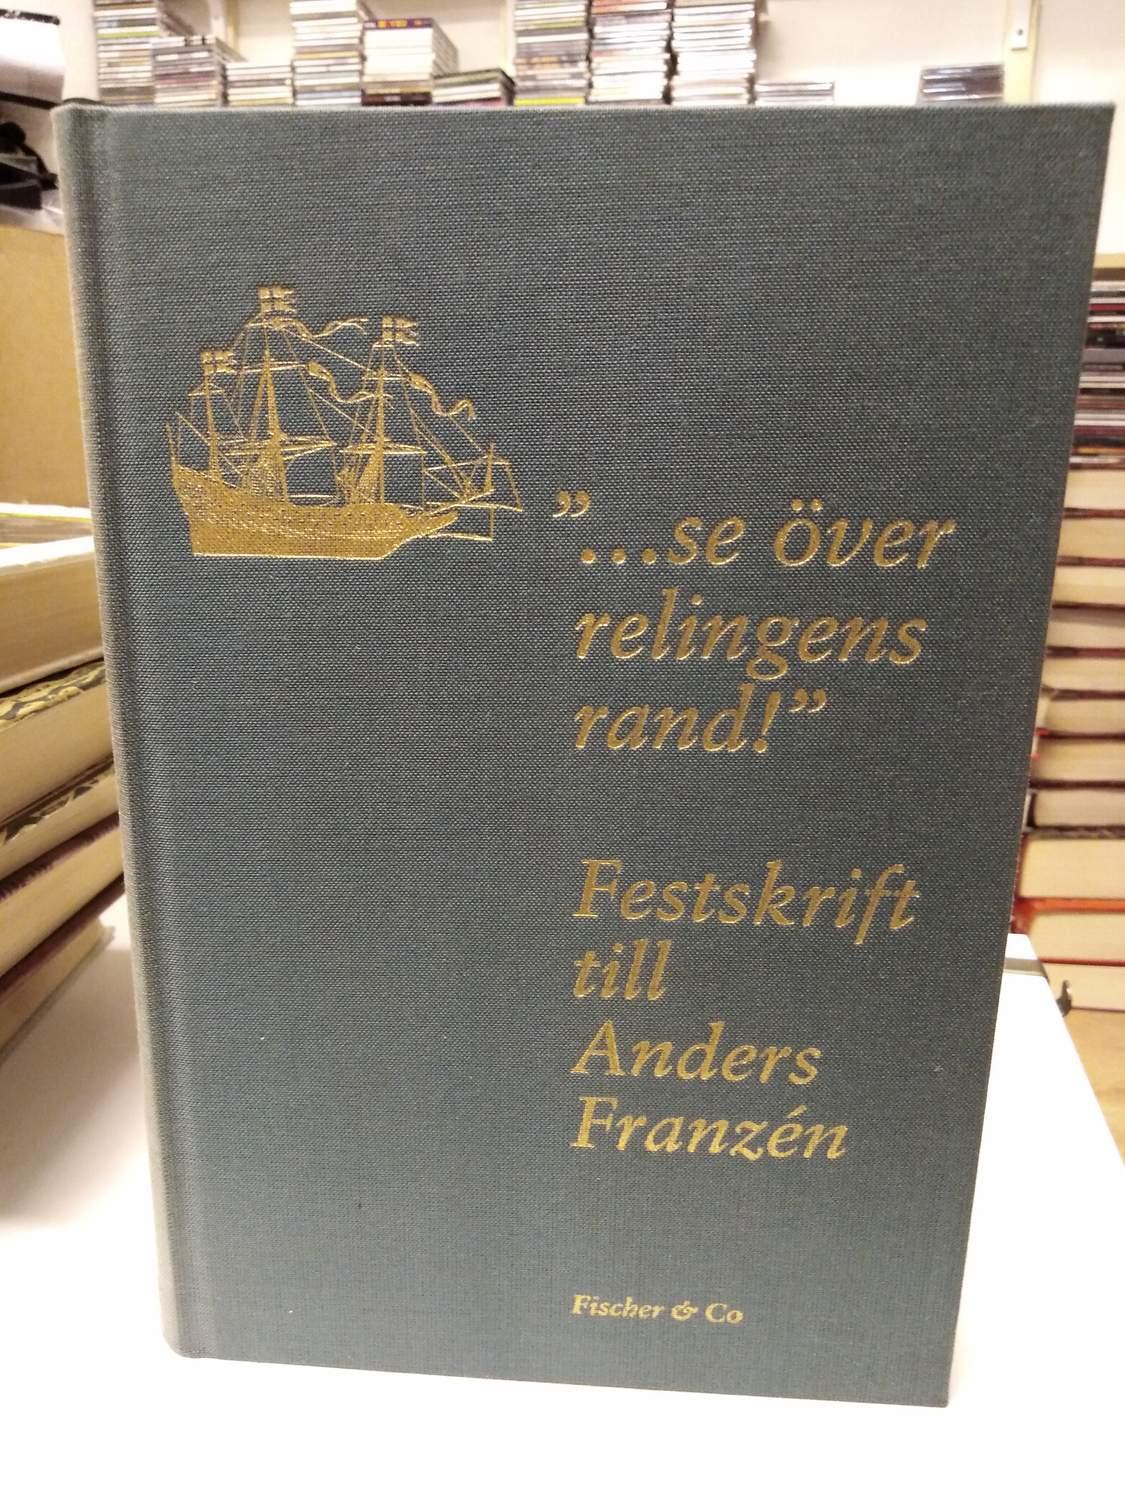 ”...se över
relingens
rand!”
Festskrift
till
Anders
Franzén
Fischer & Co